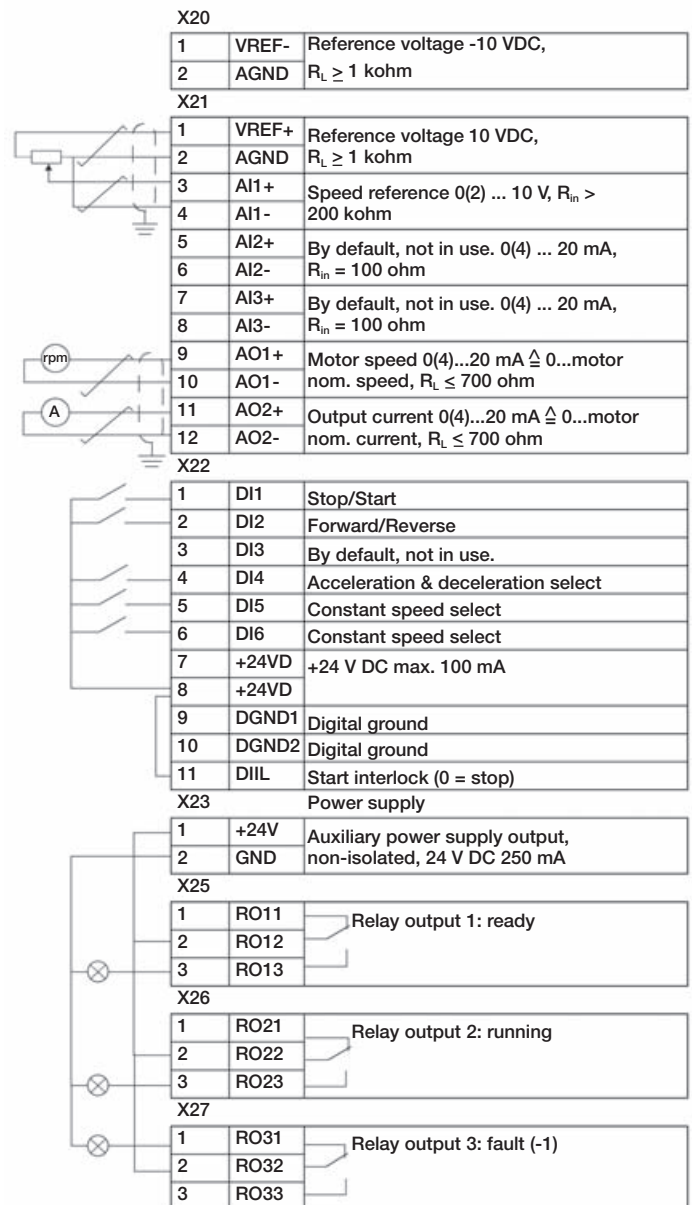 X20
1 VREF- Reference voltage -10 VDC,
2 AGND R_L ≥ 1 kohm
X21
1 VREF+ Reference voltage 10 VDC,
2 AGND R_L ≥ 1 kohm
3 AI1+ Speed reference 0(2) ... 10 V, R_in >
4 AI1- 200 kohm
5 AI2+ By default, not in use. 0(4) ... 20 mA,
6 AI2- R_in = 100 ohm
7 AI3+ By default, not in use. 0(4) ... 20 mA,
8 AI3- R_in = 100 ohm
rpm 9 AO1+ Motor speed 0(4)...20 mA ≙ 0...motor
10 AO1- nom. speed, R_L ≤ 700 ohm
A 11 AO2+ Output current 0(4)...20 mA ≙ 0...motor
12 AO2- nom. current, R_L ≤ 700 ohm
X22
1 DI1 Stop/Start
2 DI2 Forward/Reverse
3 DI3 By default, not in use.
4 DI4 Acceleration & deceleration select
5 DI5 Constant speed select
6 DI6 Constant speed select
7 +24VD +24 V DC max. 100 mA
8 +24VD
9 DGND1 Digital ground
10 DGND2 Digital ground
11 DIIL Start interlock (0 = stop)
X23 Power supply
1 +24V Auxiliary power supply output,
2 GND non-isolated, 24 V DC 250 mA
X25
1 RO11 Relay output 1: ready
2 RO12
3 RO13
X26
1 RO21 Relay output 2: running
2 RO22
3 RO23
X27
1 RO31 Relay output 3: fault (-1)
2 RO32
3 RO33